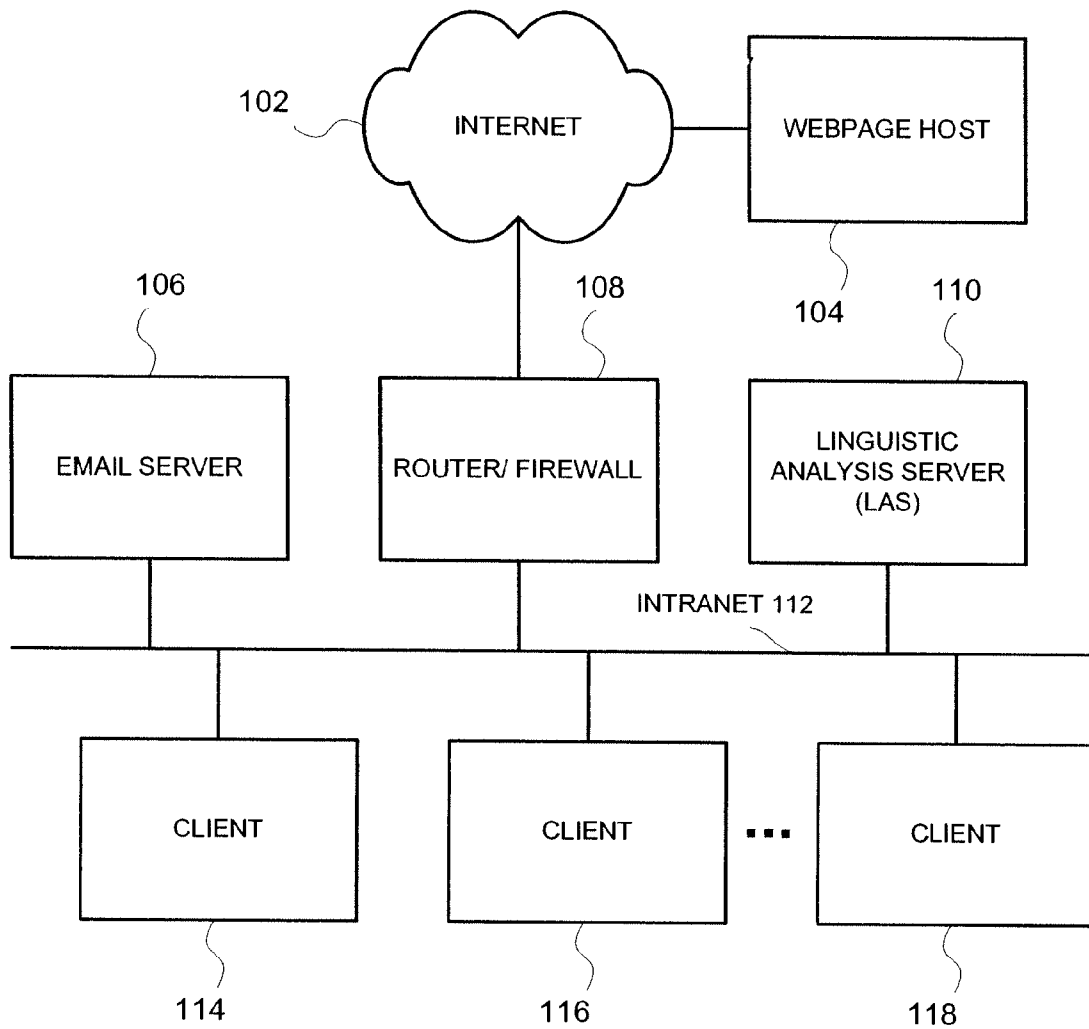 102
INTERNET
WEBPAGE HOST
104
106
108
110
EMAIL SERVER
ROUTER/ FIREWALL
LINGUISTIC
ANALYSIS SERVER
(LAS)
INTRANET 112
CLIENT
CLIENT
...
CLIENT
114
116
118